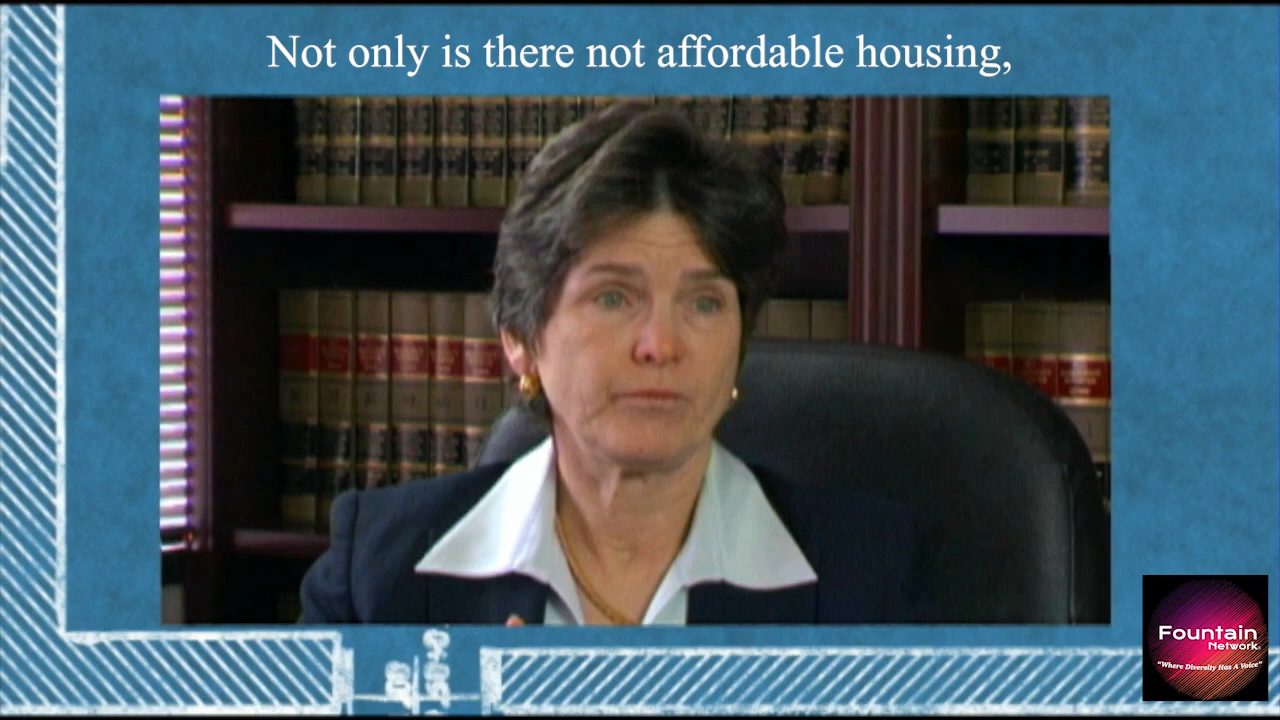 Not only is there not affordable housing,
Fountain
Network
"Where Diversity Has A Voice"